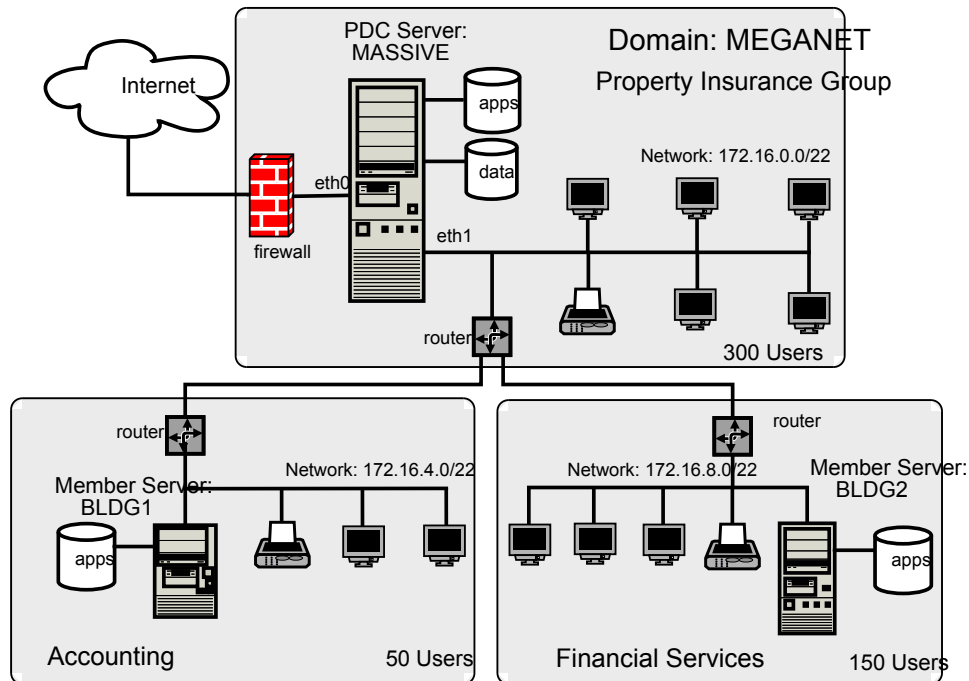 PDC Server:
MASSIVE
Domain: MEGANET
Property Insurance Group
Internet
apps
data
Network: 172.16.0.0/22
eth0
eth1
firewall
router
300 Users
router
Network: 172.16.4.0/22
Member Server:
BLDG1
apps
Accounting
50 Users
router
Network: 172.16.8.0/22
Member Server:
BLDG2
apps
Financial Services
150 Users